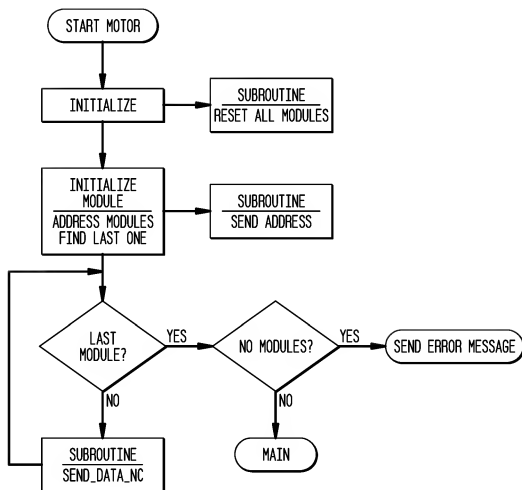 START MOTOR
INITIALIZE
SUBROUTINE
RESET ALL MODULES
INITIALIZE
MODULE
ADDRESS MODULES
FIND LAST ONE
SUBROUTINE
SEND ADDRESS
LAST
MODULE?
YES
NO MODULES?
YES
SEND ERROR MESSAGE
NO
NO
SUBROUTINE
SEND_DATA_NC
MAIN